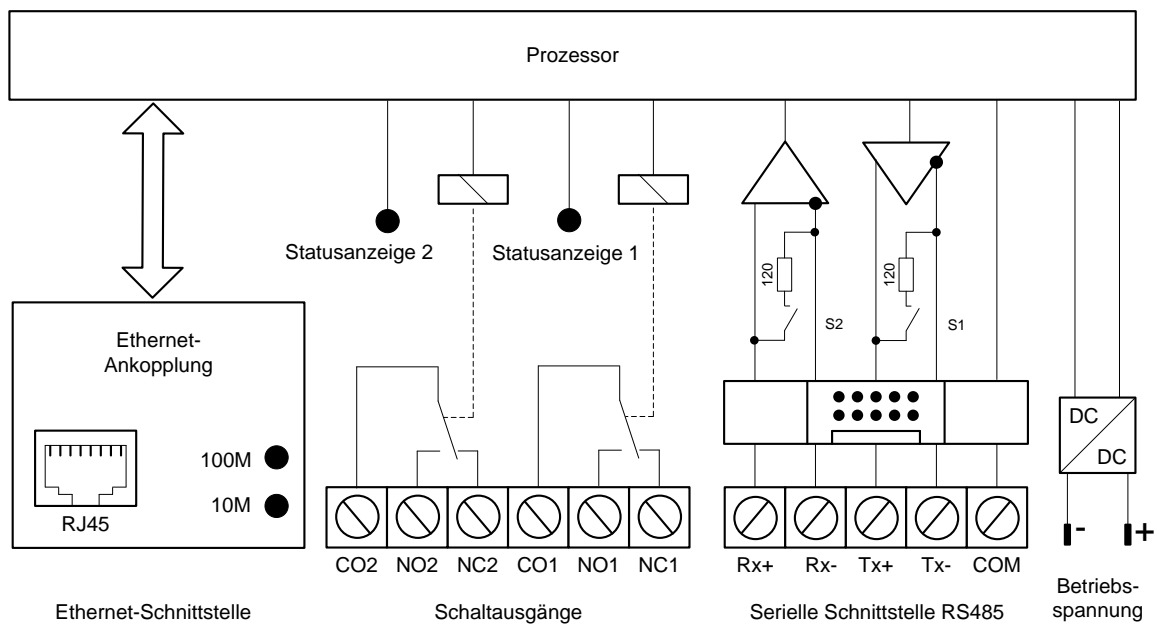 Prozessor
Statusanzeige 2
Statusanzeige 1
120
S2
120
S1
Ethernet-
Ankopplung
100M
10M
RJ45
DC
DC
- +
CO2 NO2 NC2 CO1 NO1 NC1
Rx+ Rx- Tx+ Tx- COM
Ethernet-Schnittstelle
Schaltausgänge
Serielle Schnittstelle RS485
Betriebs-
spannung